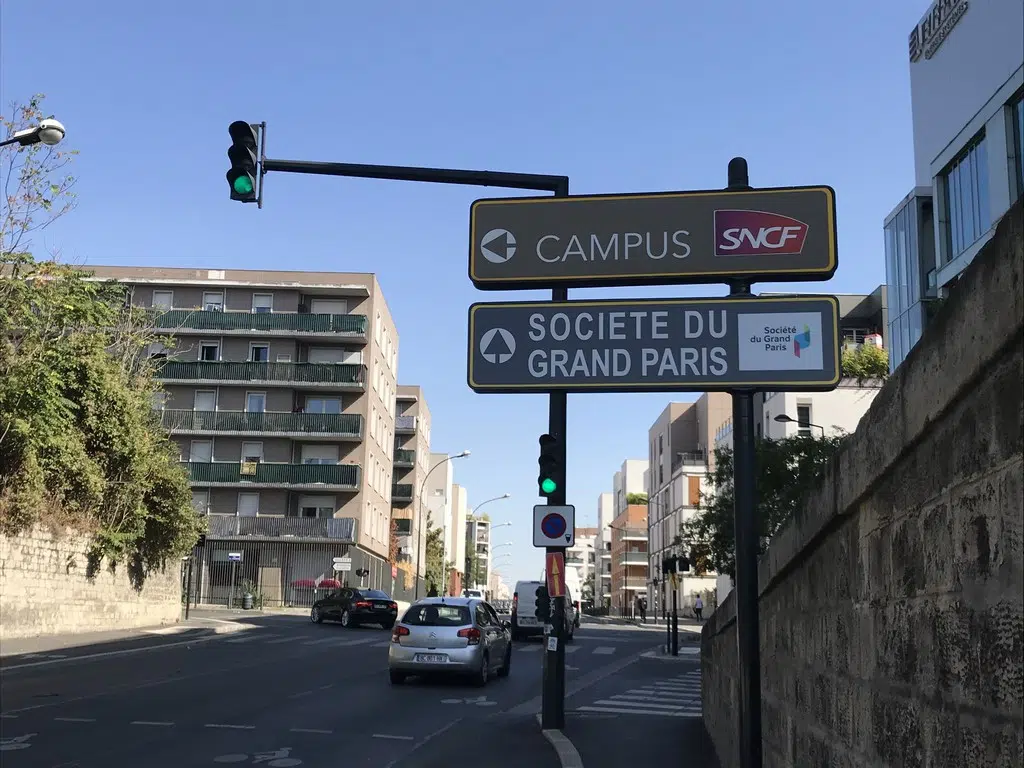 CAMPUS SNCF
SOCIETE DU
GRAND PARIS
Société
du Grand
Paris